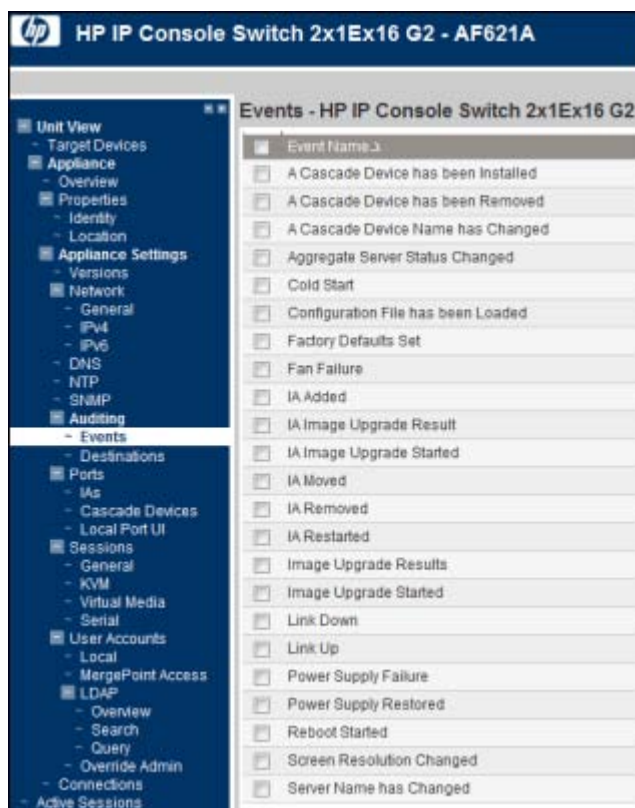 hp HP IP Console Switch 2x1Ex16 G2 - AF621A
Unit View
Target Devices
Appliance
Overview
Properties
Identity
Location
Appliance Settings
Versions
Network
General
IPv4
IPv6
DNS
NTP
SNMP
Auditing
Events
Destinations
Ports
IAs
Cascade Devices
Local Port UI
Sessions
General
KVM
Virtual Media
Serial
User Accounts
Local
MergePoint Access
LDAP
Overview
Search
Query
Override Admin
Connections
Active Sessions
Events - HP IP Console Switch 2x1Ex16 G2
Event Name
A Cascade Device has been Installed
A Cascade Device has been Removed
A Cascade Device Name has Changed
Aggregate Server Status Changed
Cold Start
Configuration File has been Loaded
Factory Defaults Set
Fan Failure
IA Added
IA Image Upgrade Result
IA Image Upgrade Started
IA Moved
IA Removed
IA Restarted
Image Upgrade Results
Image Upgrade Started
Link Down
Link Up
Power Supply Failure
Power Supply Restored
Reboot Started
Screen Resolution Changed
Server Name has Changed